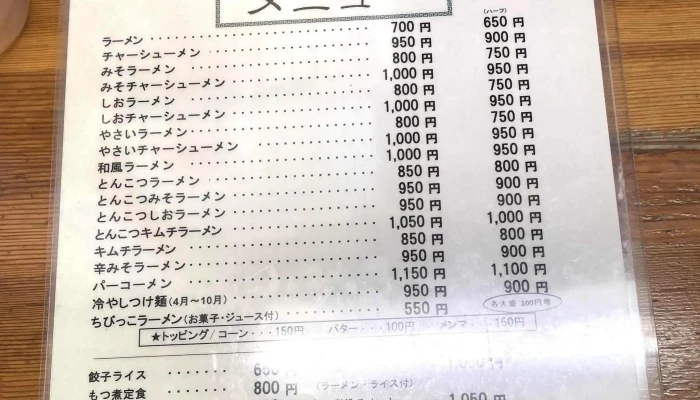 メニュー
(ハーフ)
ラーメン 700円 650円
チャーシューメン 950円 900円
みそラーメン 800円 750円
みそチャーシューメン 1,000円 950円
しおラーメン 800円 750円
しおチャーシューメン 1,000円 950円
やさいラーメン 800円 750円
やさいチャーシューメン 1,000円 950円
和風ラーメン 1,000円 950円
とんこつラーメン 850円 800円
とんこつみそラーメン 950円 900円
とんこつしおラーメン 950円 900円
とんこつキムチラーメン 1,050円 1,000円
キムチラーメン 850円 800円
辛みそラーメン 950円 900円
パーコーメン 1,150円 1,100円
冷やしつけ麺(4月〜10月) 950円 900円
ちびっこラーメン(お菓子・ジュース付) 550円 各大盛 100円増
★トッピング/コーン・・・150円 バター・・・100円 メンマ・・・150円
餃子ライス
もつ煮定食 800円 (ラーメン・ライス付) 1,050円